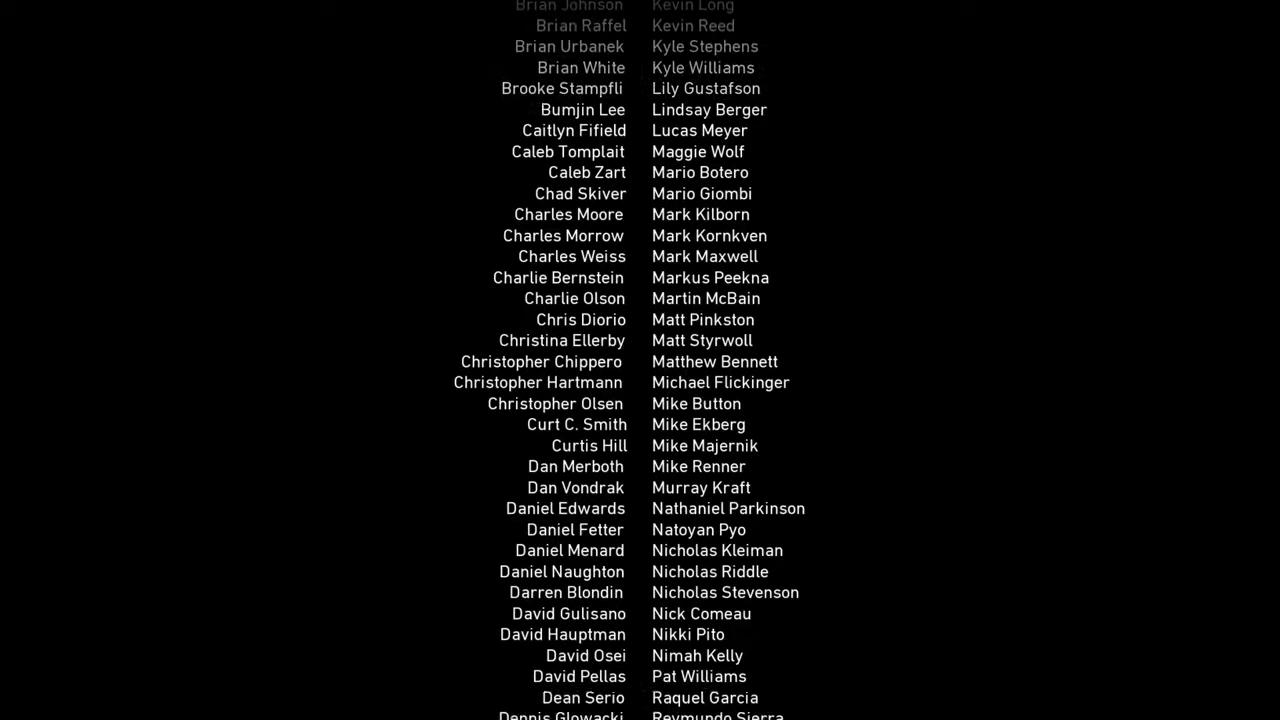 Brian Johnson Kevin Long
Brian Raffel Kevin Reed
Brian Urbanek Kyle Stephens
Brian White Kyle Williams
Brooke Stampfli Lily Gustafson
Bumjin Lee Lindsay Berger
Caitlyn Fifield Lucas Meyer
Caleb Tomplait Maggie Wolf
Caleb Zart Mario Botero
Chad Skiver Mario Giombi
Charles Moore Mark Kilborn
Charles Morrow Mark Kornkven
Charles Weiss Mark Maxwell
Charlie Bernstein Markus Peekna
Charlie Olson Martin McBain
Chris Diorio Matt Pinkston
Christina Ellerby Matt Styrwoll
Christopher Chippero Matthew Bennett
Christopher Hartmann Michael Flickinger
Christopher Olsen Mike Button
Curt C. Smith Mike Ekberg
Curtis Hill Mike Majernik
Dan Merboth Mike Renner
Dan Vondrak Murray Kraft
Daniel Edwards Nathaniel Parkinson
Daniel Fetter Natoyan Pyo
Daniel Menard Nicholas Kleiman
Daniel Naughton Nicholas Riddle
Darren Blondin Nicholas Stevenson
David Gulisano Nick Comeau
David Hauptman Nikki Pito
David Osei Nimah Kelly
David Pellas Pat Williams
Dean Serio Raquel Garcia
Dennis Glowacki Reymundo Sierra